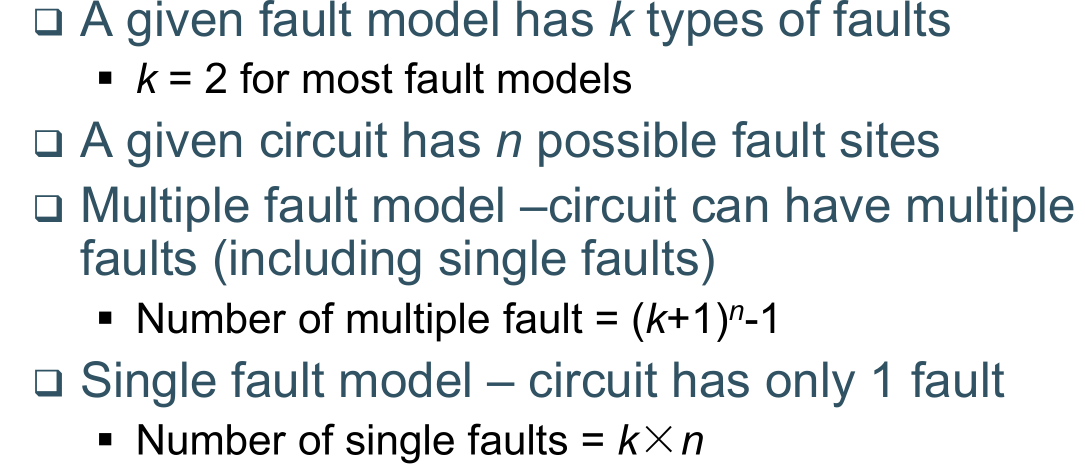 ❑ A given fault model has k types of faults
▪ k = 2 for most fault models
❑ A given circuit has n possible fault sites
❑ Multiple fault model –circuit can have multiple
faults (including single faults)
▪ Number of multiple fault = (k+1)ⁿ-1
❑ Single fault model – circuit has only 1 fault
▪ Number of single faults = k×n